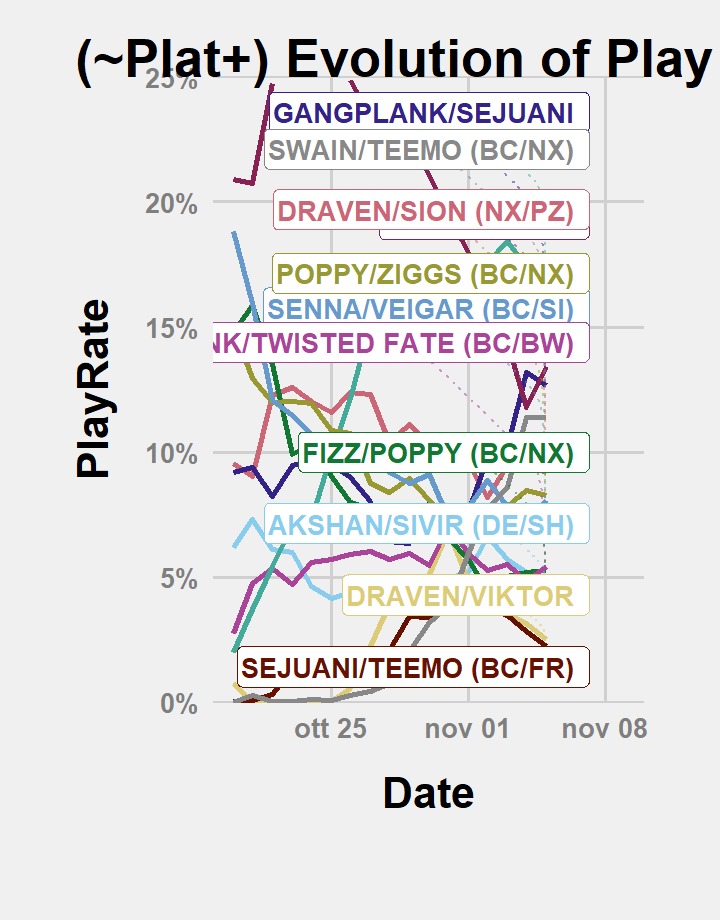 (~Plat+) Evolution of Play
25%
GANGPLANK/SEJUANI
SWAIN/TEEMO (BC/NX)
20%
DRAVEN/SION (NX/PZ)
POPPY/ZIGGS (BC/NX)
SENNA/VEIGAR (BC/SI)
15%
NK/TWISTED FATE (BC/BW)
PlayRate
10%
FIZZ/POPPY (BC/NX)
AKSHAN/SIVIR (DE/SH)
5%
DRAVEN/VIKTOR
SEJUANI/TEEMO (BC/FR)
0%
ott 25
nov 01
nov 08
Date